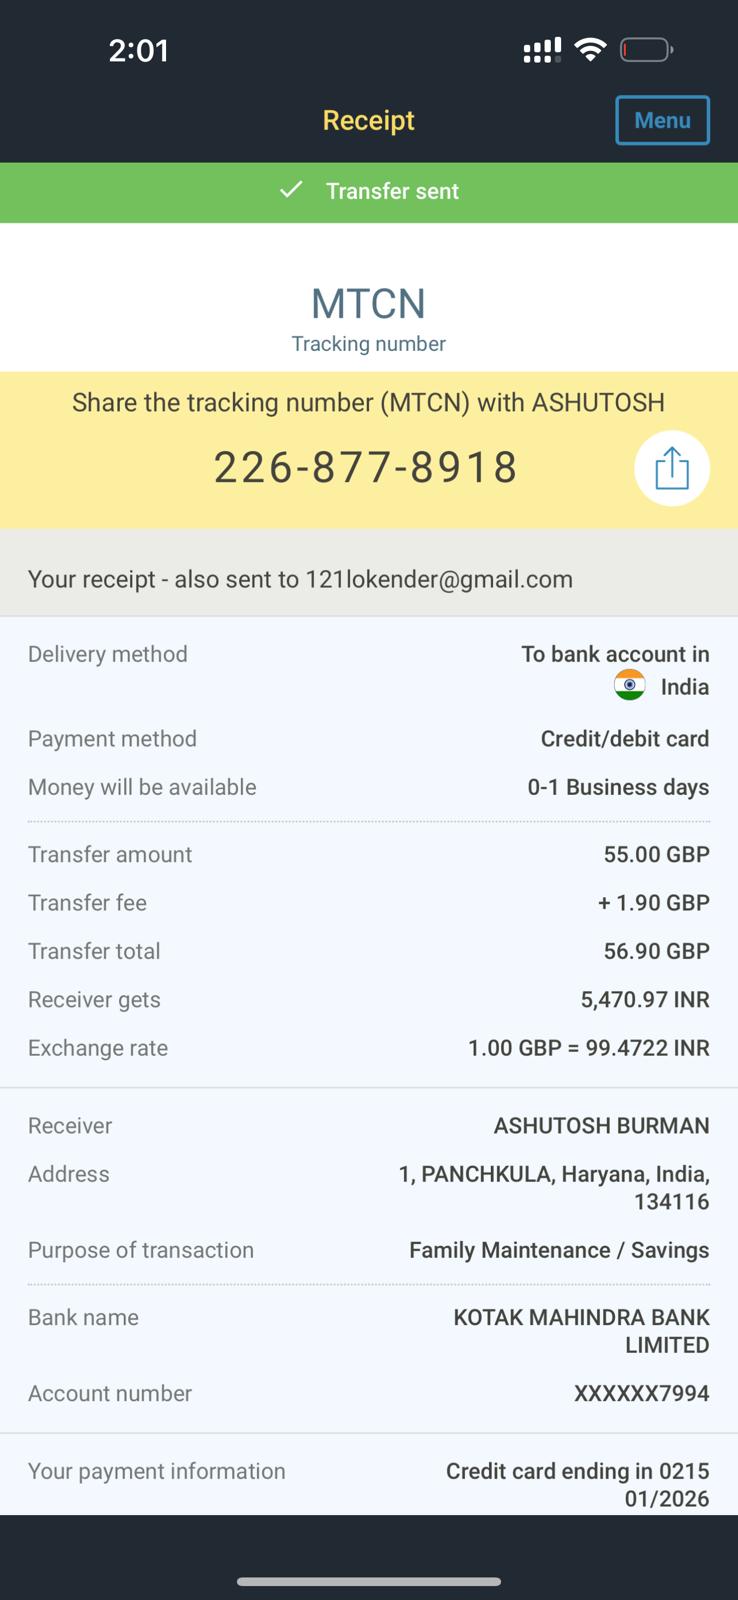 2:01
Receipt
Menu
Transfer sent
MTCN
Tracking number
Share the tracking number (MTCN) with ASHUTOSH
226-877-8918
Your receipt - also sent to 121lokender@gmail.com
Delivery method To bank account in
India
Payment method Credit/debit card
Money will be available 0-1 Business days
Transfer amount 55.00 GBP
Transfer fee + 1.90 GBP
Transfer total 56.90 GBP
Receiver gets 5,470.97 INR
Exchange rate 1.00 GBP = 99.4722 INR
Receiver ASHUTOSH BURMAN
Address 1, PANCHKULA, Haryana, India,
134116
Purpose of transaction Family Maintenance / Savings
Bank name KOTAK MAHINDRA BANK
LIMITED
Account number XXXXXX7994
Your payment information Credit card ending in 0215
01/2026